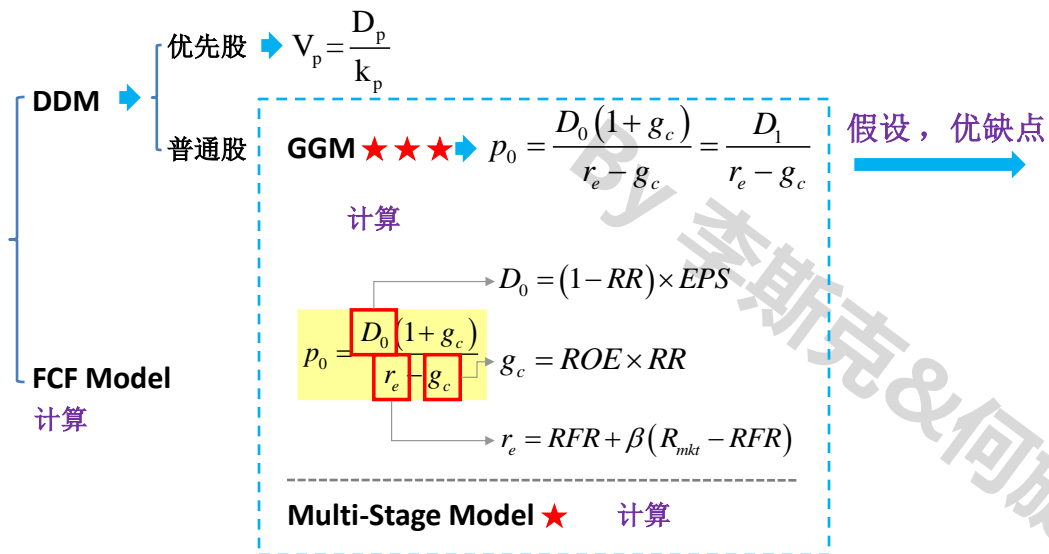 优先股 V_p = D_p / k_p
DDM
普通股
GGM ★★★ p_0 = D_0(1+g_c) / (r_e − g_c) = D_1 / (r_e − g_c)
假设，优缺点
计算
D_0 = (1−RR)×EPS
p_0 = D_0(1+g_c) / (r_e − g_c)
g_c = ROE×RR
FCF Model
计算
r_e = RFR + β(R_mkt − RFR)
Multi-Stage Model ★ 计算
By 李斯克&何旋